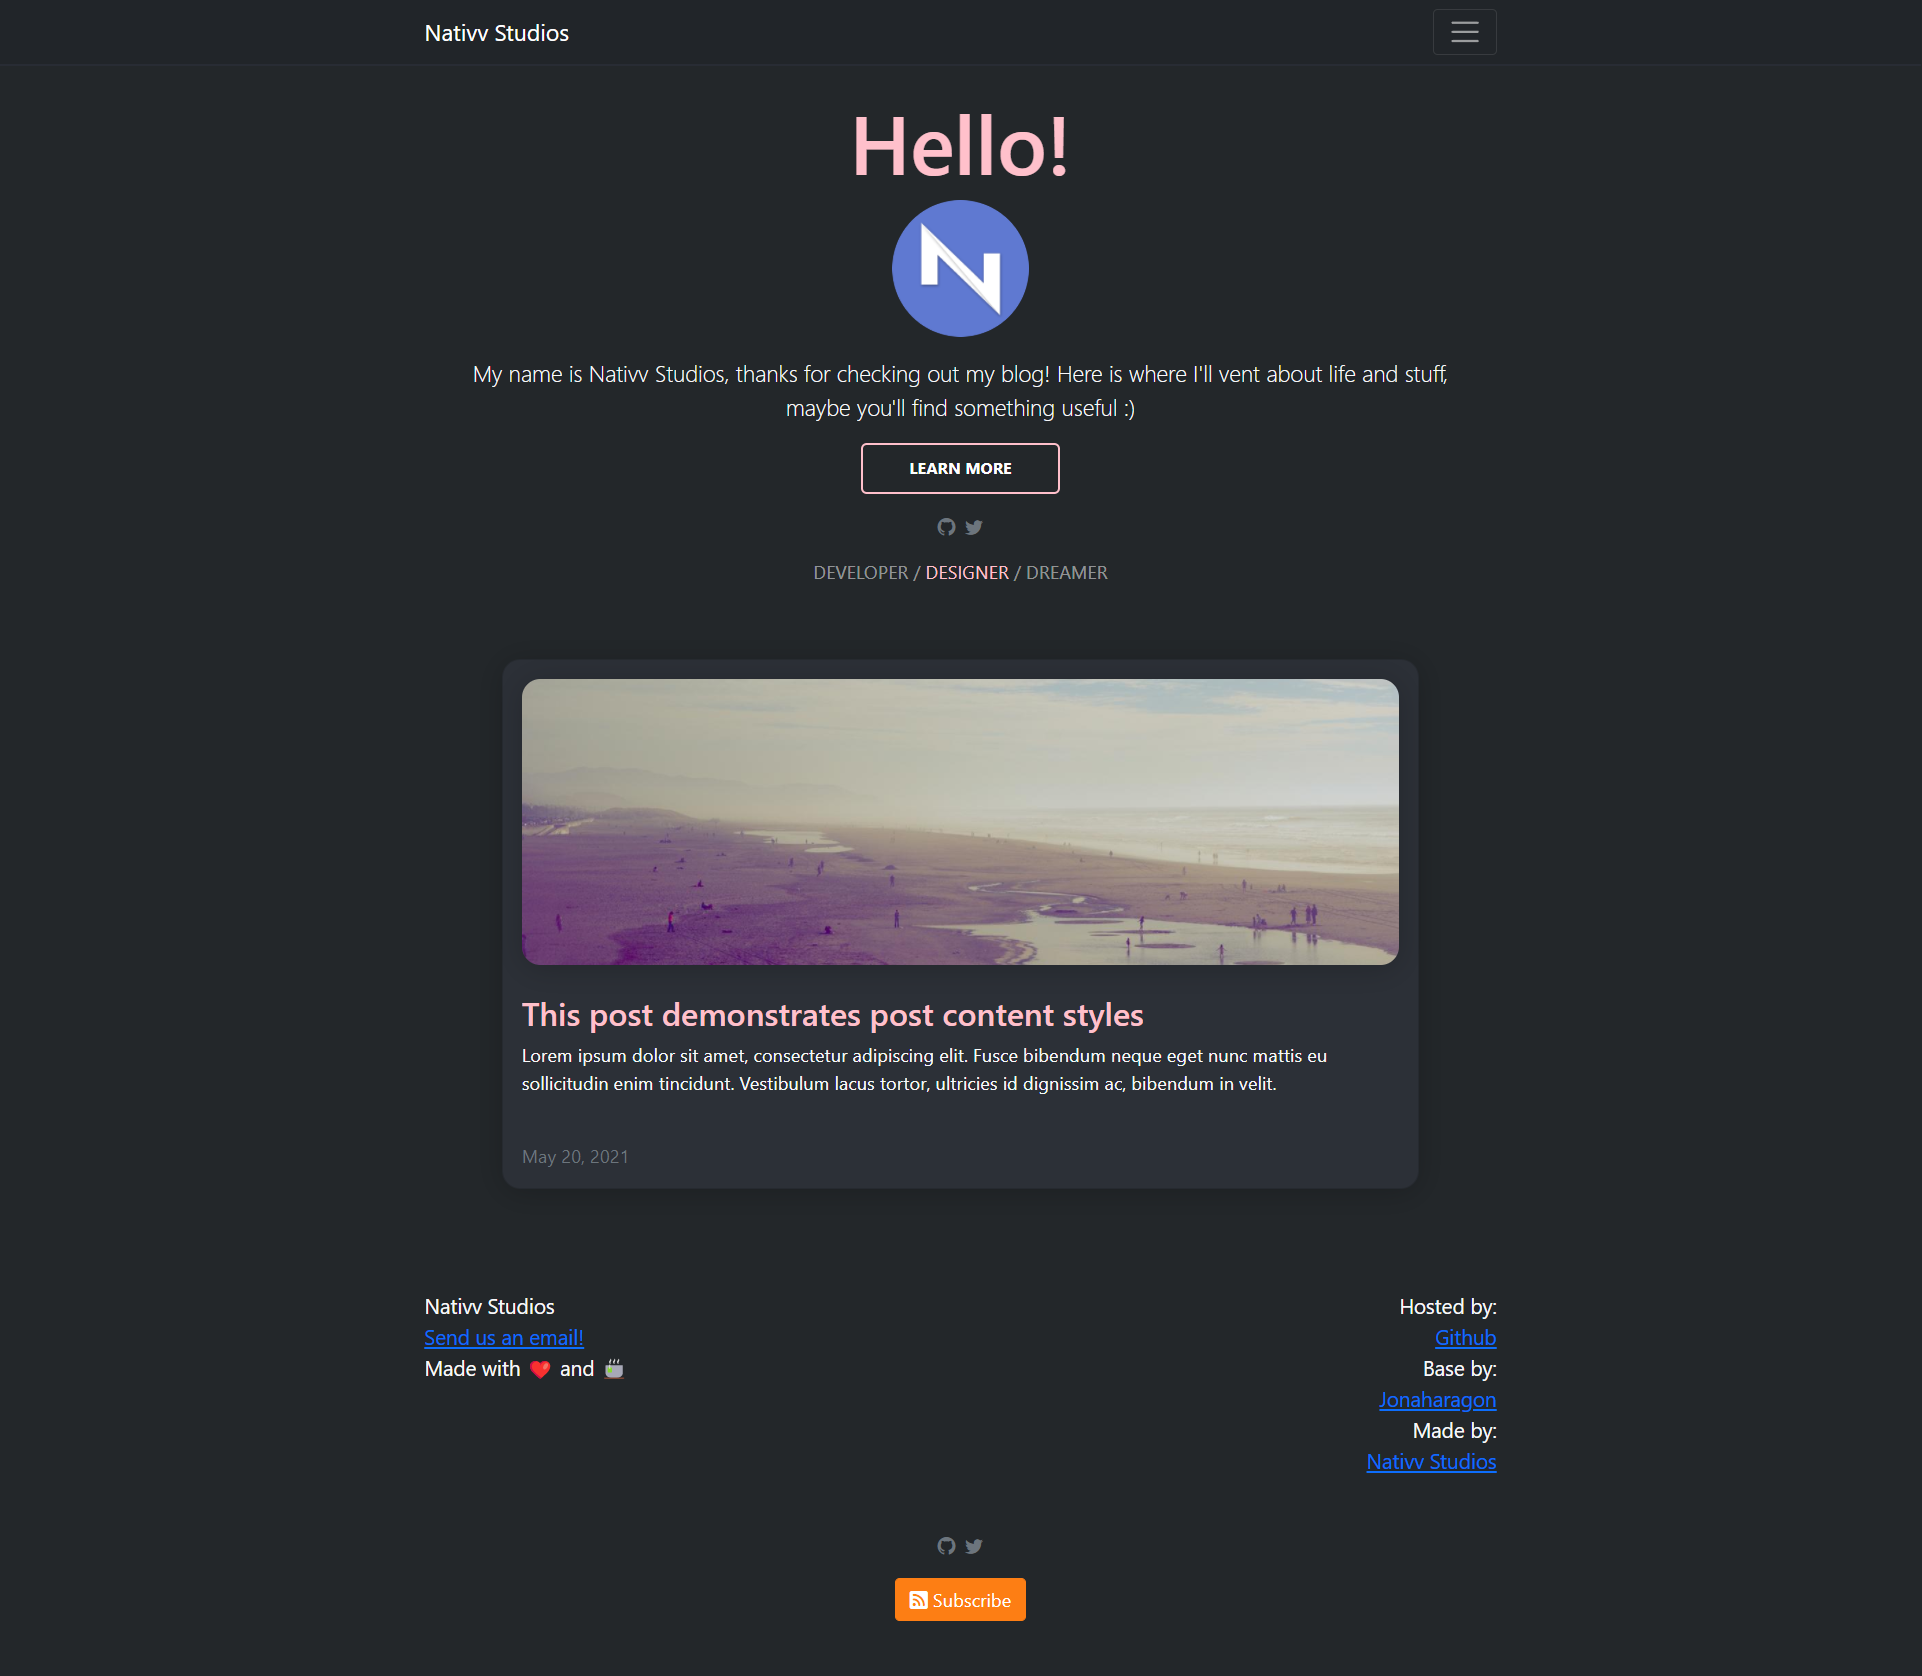 Nativv Studios
Hello!
N
My name is Nativv Studios, thanks for checking out my blog! Here is where I'll vent about life and stuff,
maybe you'll find something useful :)
LEARN MORE
DEVELOPER / DESIGNER / DREAMER
This post demonstrates post content styles
Lorem ipsum dolor sit amet, consectetur adipiscing elit. Fusce bibendum neque eget nunc mattis eu
sollicitudin enim tincidunt. Vestibulum lacus tortor, ultricies id dignissim ac, bibendum in velit.
May 20, 2021
Nativv Studios
Send us an email!
Made with ❤️ and ☕
Hosted by:
Github
Base by:
Jonaharagon
Made by:
Nativv Studios
Subscribe